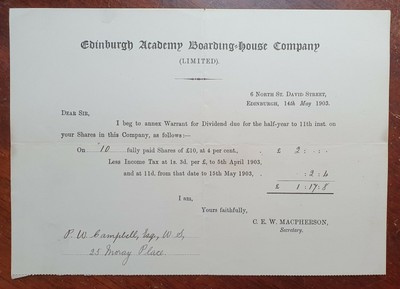 Edinburgh Academy Boarding-House Company
(LIMITED).
6 NORTH ST. DAVID STREET,
EDINBURGH, 14th May 1903.
DEAR SIR,
I beg to annex Warrant for Dividend due for the half-year to 11th inst. on
your Shares in this Company, as follows:—
On 10 fully paid Shares of £10, at 4 per cent., . £ 2 : - : -
Less Income Tax at 1s. 3d. per £, to 5th April 1903,
and at 11d. from that date to 15th May 1903, . : 2 : 4
£ 1 : 17 : 8
I am,
Yours faithfully,
C. E. W. MACPHERSON,
Secretary.
P. W. Campbell, Esq., W.S,
25 Moray Place